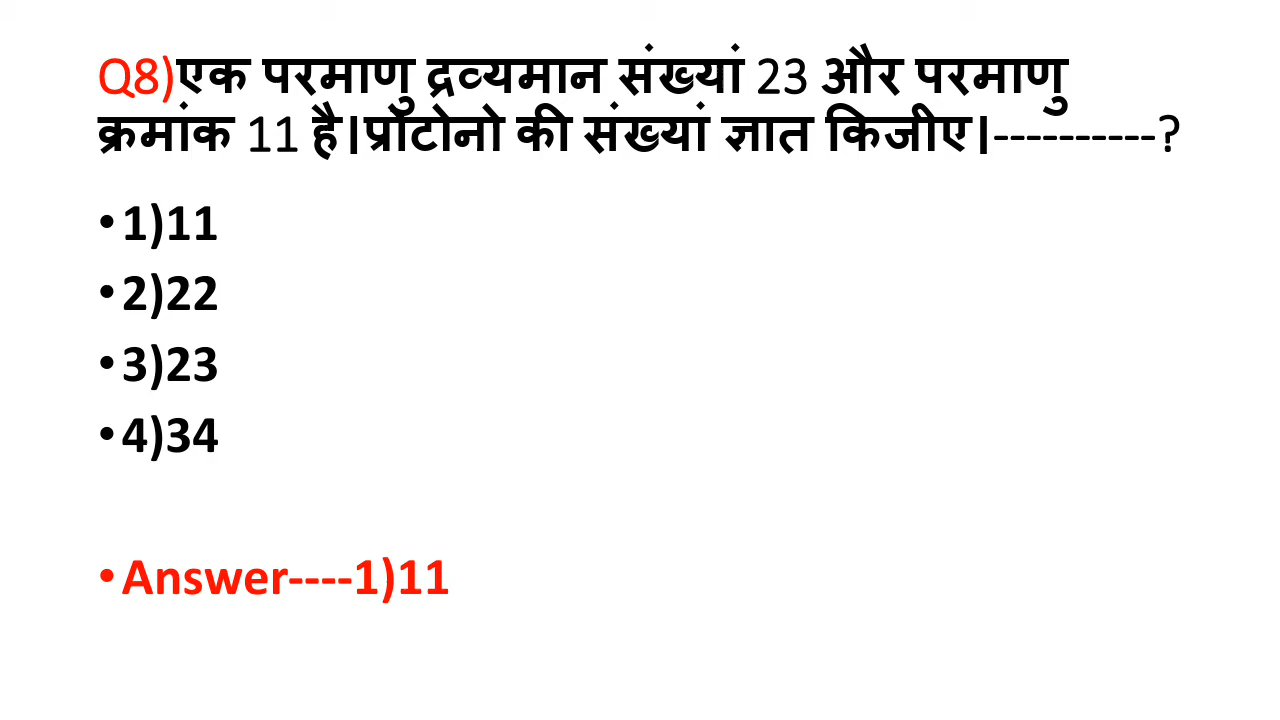 Q8)एक परमाणु द्रव्यमान संख्यां 23 और परमाणु
क्रमांक 11 है।प्रोटोनो की संख्यां ज्ञात किजीए।----------?
•1)11
•2)22
•3)23
•4)34
•Answer----1)11